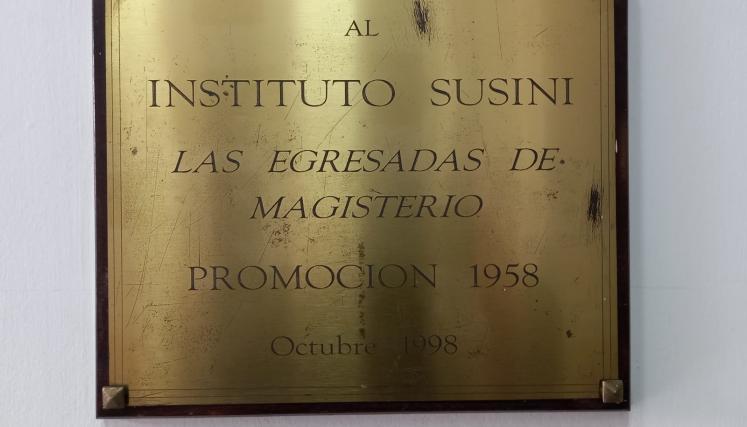 AL
INSTITUTO SUSINI
LAS EGRESADAS DE
MAGISTERIO
PROMOCION 1958
Octubre 1998